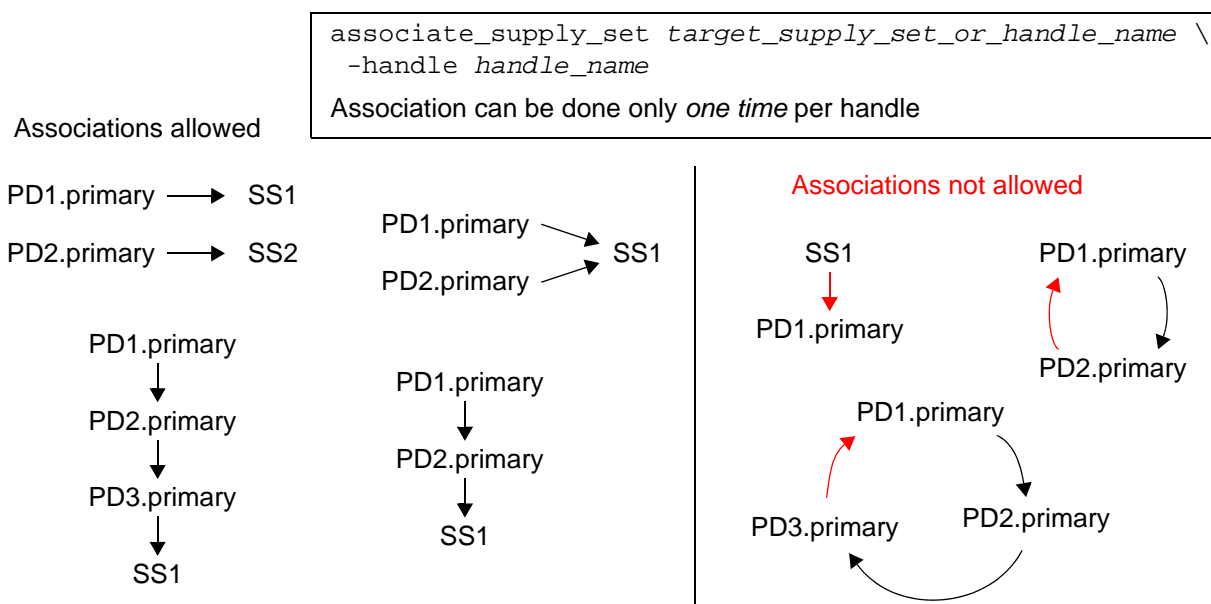 associate_supply_set target_supply_set_or_handle_name \
-handle handle_name
Association can be done only one time per handle
Associations allowed
PD1.primary SS1
PD2.primary SS2
PD1.primary
PD2.primary
SS1
PD1.primary
PD2.primary
PD3.primary
SS1
PD1.primary
PD2.primary
SS1
Associations not allowed
SS1
PD1.primary
PD1.primary
PD2.primary
PD1.primary
PD2.primary
PD3.primary